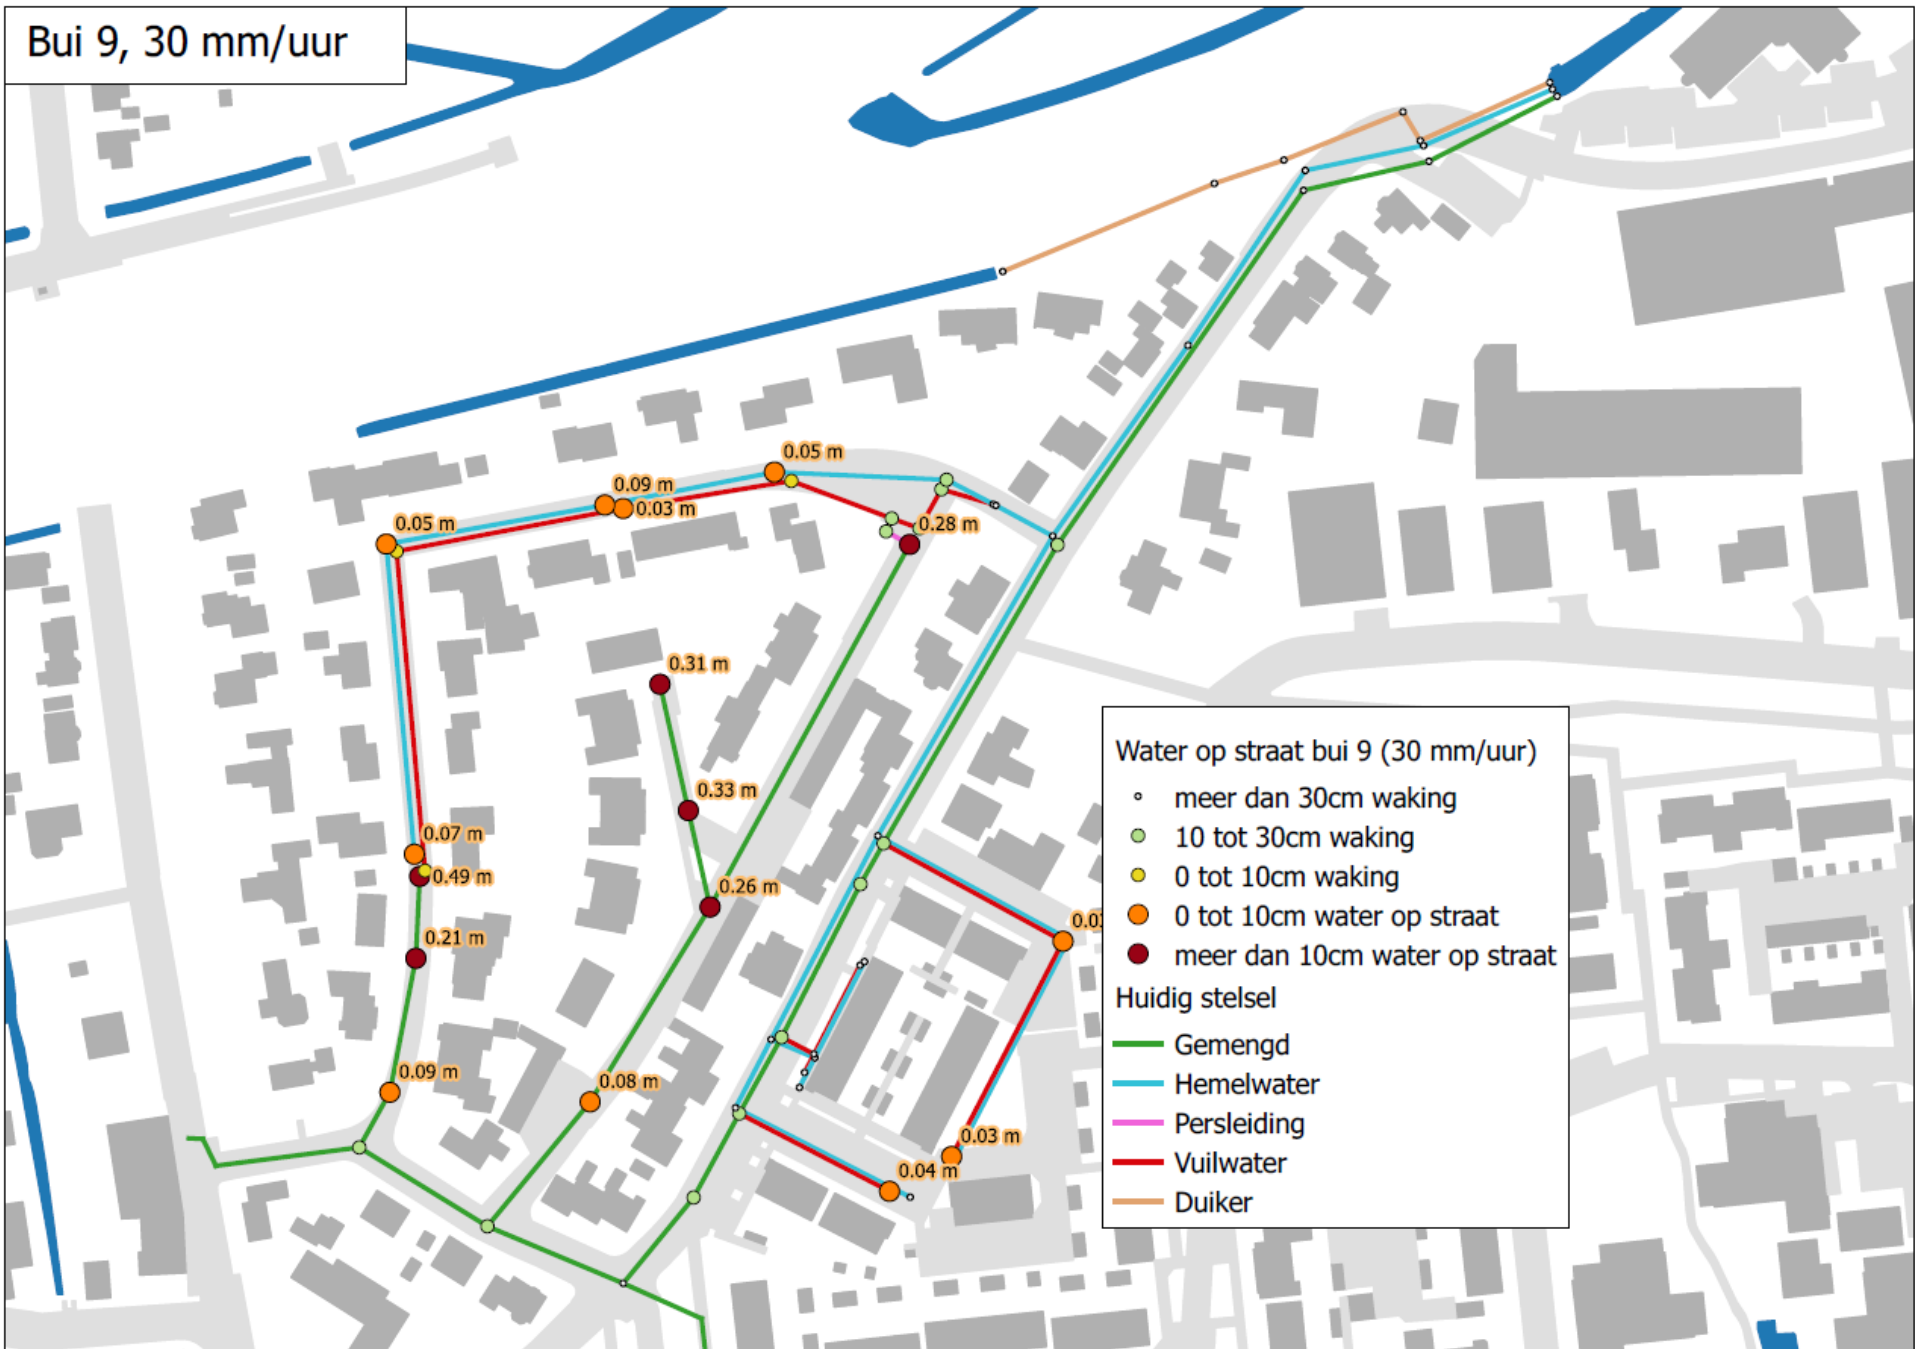 Bui 9, 30 mm/uur
0.05 m
0.09 m
0.03 m
0.05 m
0.28 m
0.31 m
0.33 m
0.07 m
0.49 m
0.26 m
0.21 m
0.09 m
0.08 m
0.03 m
0.04 m
Water op straat bui 9 (30 mm/uur)
meer dan 30cm waking
10 tot 30cm waking
0 tot 10cm waking
0 tot 10cm water op straat
meer dan 10cm water op straat
Huidig stelsel
Gemengd
Hemelwater
Persleiding
Vuilwater
Duiker